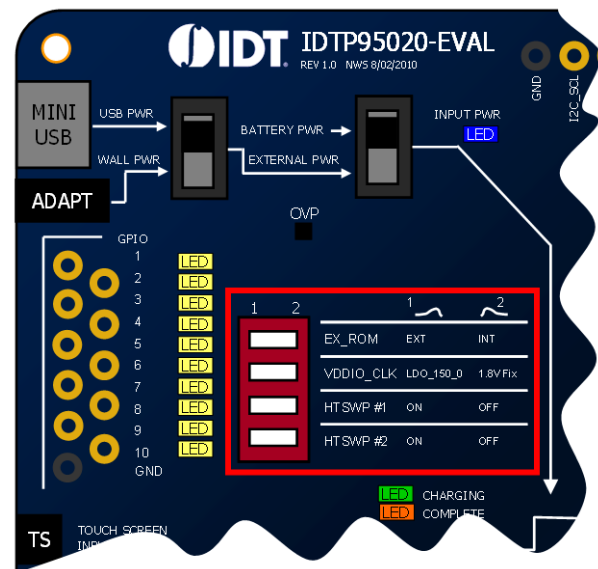 IDT. IDTP95020-EVAL
REV 1.0 NWS 8/02/2010
GND
I2C_SCL
MINI
USB
USB PWR
WALL PWR
ADAPT
BATTERY PWR
EXTERNAL PWR
INPUT PWR
LED
OVP
GPIO
1 LED
2 LED
3 LED
4 LED
5 LED
6 LED
7 LED
8 LED
9 LED
10 LED
GND
1 2 1 2
EX_ROM EXT INT
VDDIO_CLK LDO_150_0 1.8V Fix
HTSWP #1 ON OFF
HTSWP #2 ON OFF
LED CHARGING
LED COMPLETE
TS
TOUCH SCREEN